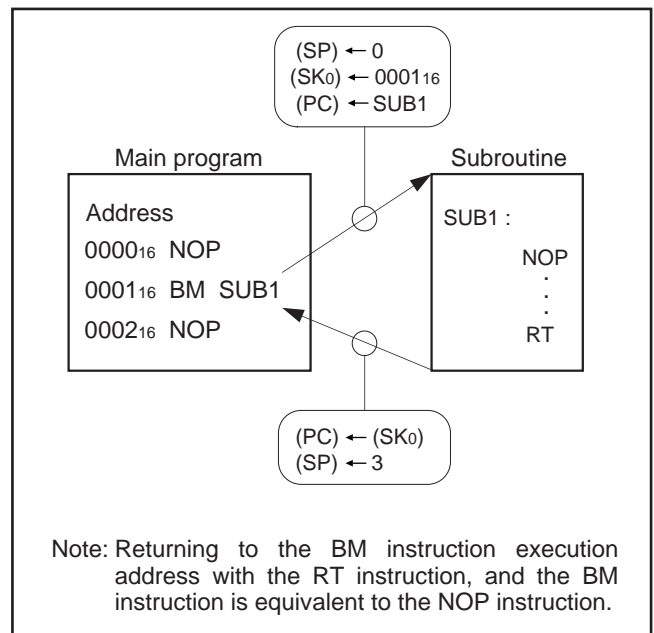 (SP) ← 0
(SK₀) ← 0001₁₆
(PC) ← SUB1
Main program
Subroutine
Address
0000₁₆ NOP
0001₁₆ BM SUB1
0002₁₆ NOP
SUB1 :
NOP
.
.
.
RT
(PC) ← (SK₀)
(SP) ← 3
Note: Returning to the BM instruction execution
address with the RT instruction, and the BM
instruction is equivalent to the NOP instruction.